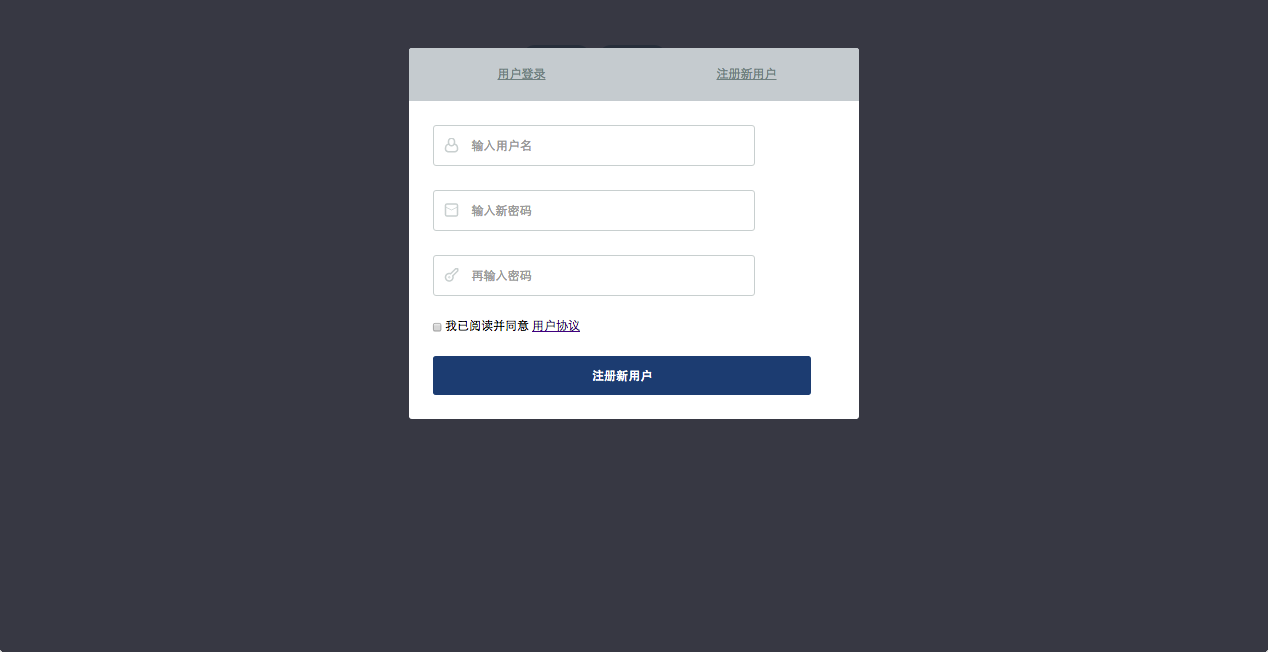 用户登录 注册新用户
输入用户名
输入新密码
再输入密码
我已阅读并同意 用户协议
注册新用户